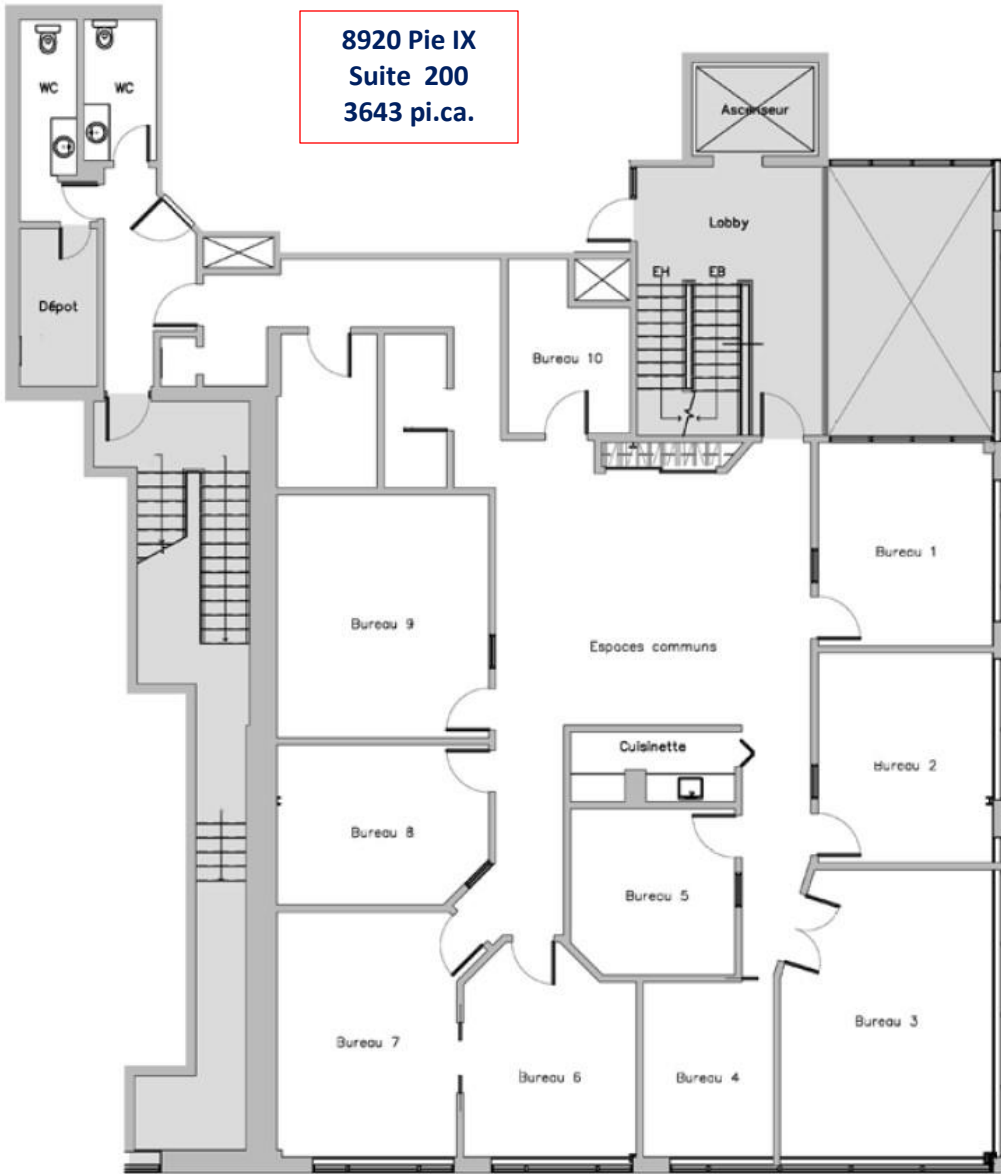 8920 Pie IX
Suite 200
3643 pi.ca.
WC
WC
Ascenseur
Lobby
EH
EB
Dépot
Bureau 10
Bureau 1
Bureau 9
Espaces communs
Cuisinette
Bureau 2
Bureau 8
Bureau 5
Bureau 3
Bureau 7
Bureau 6
Bureau 4